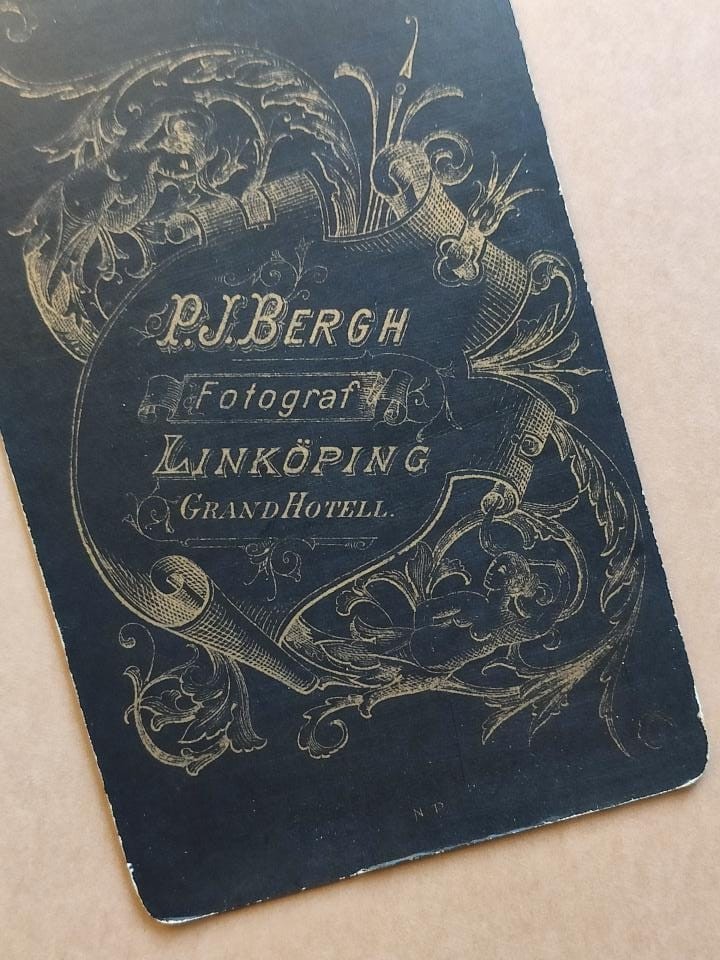 P.J.BERGH
Fotograf
LINKÖPING
GRAND HOTELL.
N P